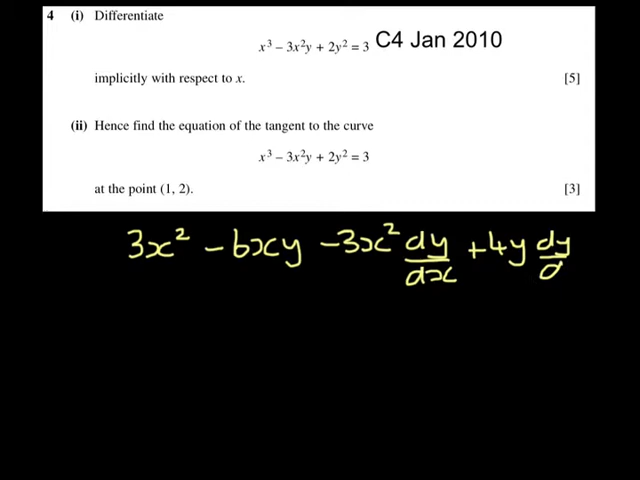 4 (i) Differentiate
x³ − 3x²y + 2y² = 3 C4 Jan 2010
implicitly with respect to x. [5]
(ii) Hence find the equation of the tangent to the curve
x³ − 3x²y + 2y² = 3
at the point (1, 2). [3]
3x² − 6xy − 3x² dy/dx + 4y dy/d